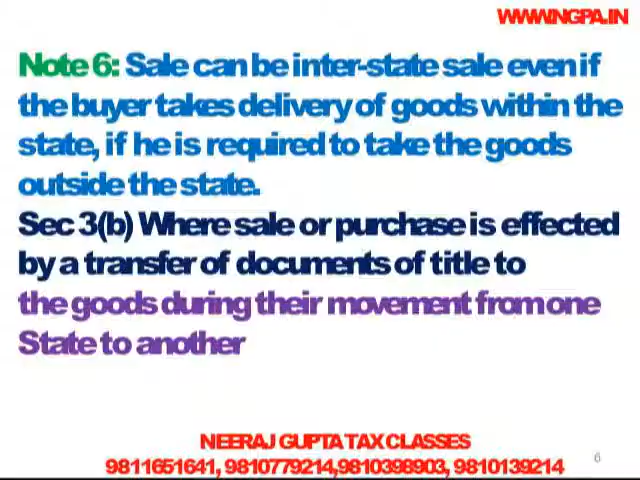 WWW.NGPA.IN
Note 6: Sale can be inter-state sale even if
the buyer takes delivery of goods within the
state, if he is required to take the goods
outside the state.
Sec 3(b) Where sale or purchase is effected
by a transfer of documents of title to
the goods during their movement from one
State to another
NEERAJ GUPTA TAX CLASSES
9811651641, 9810779214,9810398903, 9810139214
6